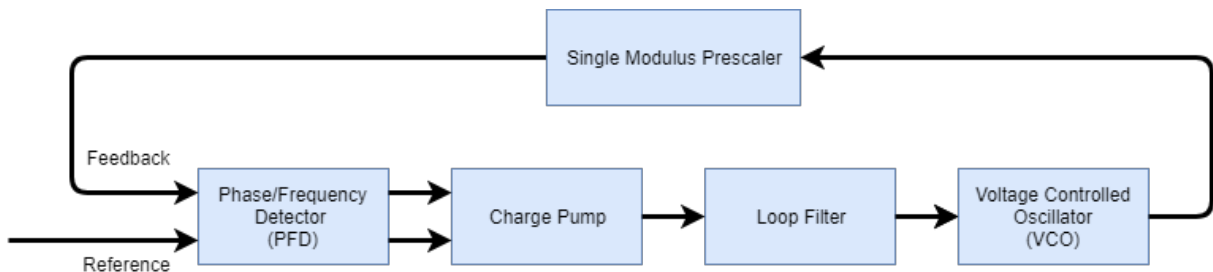 Single Modulus Prescaler
Feedback
Phase/Frequency
Detector
(PFD)
Charge Pump
Loop Filter
Voltage Controlled
Oscillator
(VCO)
Reference